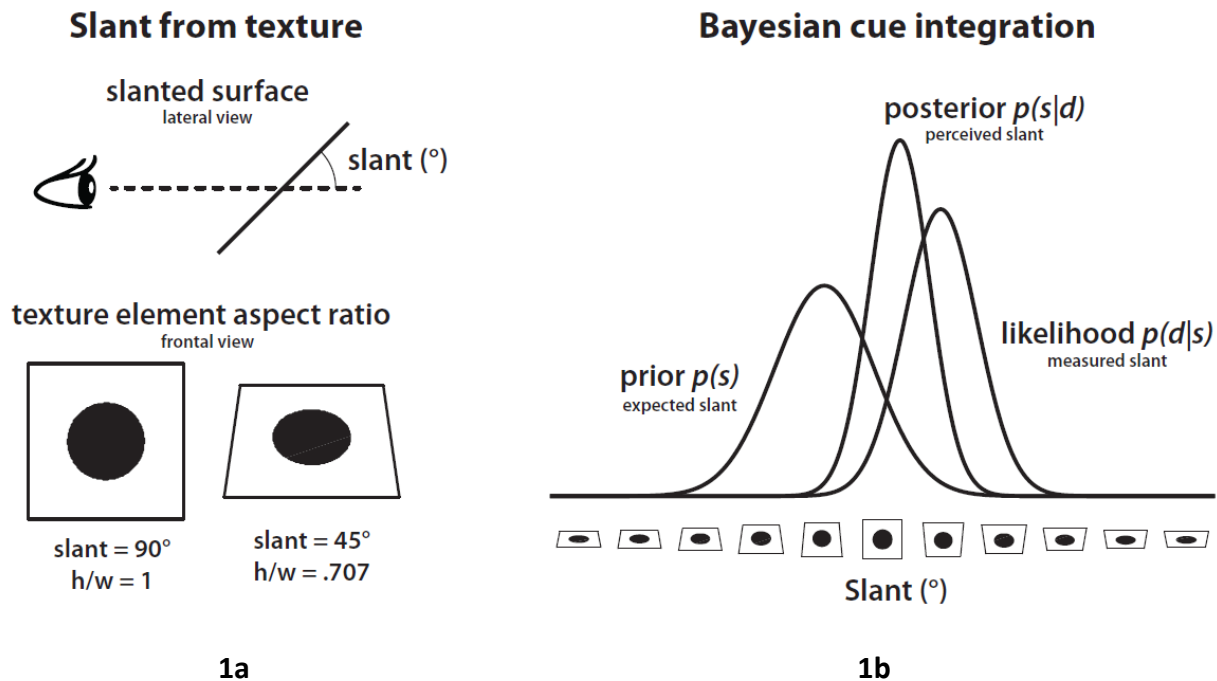 Slant from texture
slanted surface
lateral view
slant (°)
texture element aspect ratio
frontal view
slant = 90°
h/w = 1
slant = 45°
h/w = .707
1a
Bayesian cue integration
posterior p(s|d)
perceived slant
likelihood p(d|s)
measured slant
prior p(s)
expected slant
Slant (°)
1b